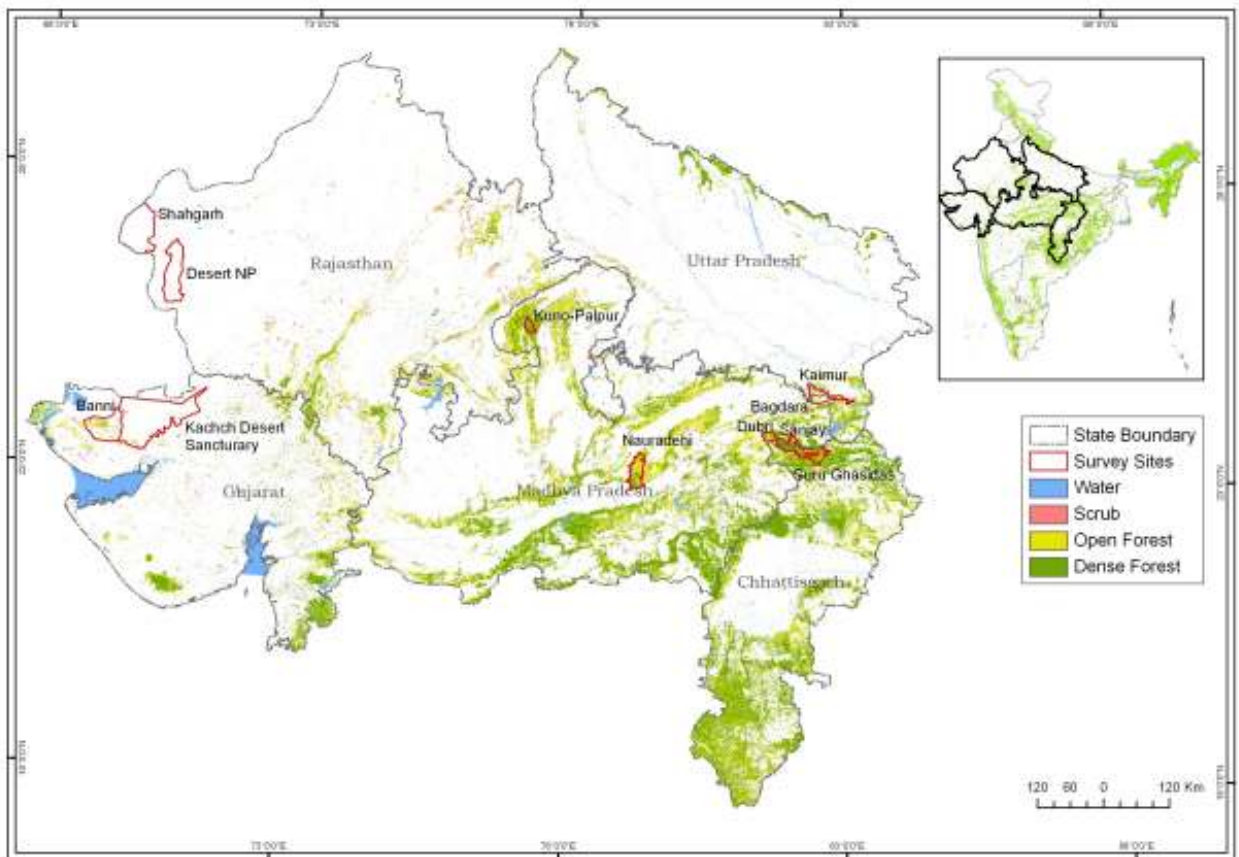 Shahgarh
Desert NP
Rajasthan
Uttar Pradesh
Kuno-Palpur
Kaimur
Banni
Kachch Desert
Sancturary
Bagdara
Dubri Sanjay
Nauradehi
Guru Ghasidas
Gujarat
Madhya Pradesh
Chhattisgarh
State Boundary
Survey Sites
Water
Scrub
Open Forest
Dense Forest
120 60 0 120 Km